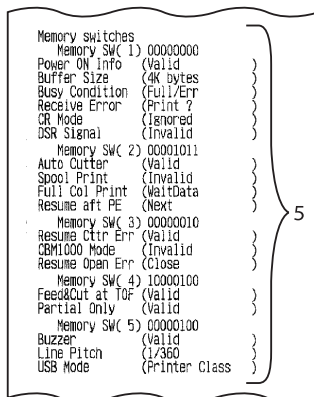 Memory switches
Memory SW( 1) 00000000
Power ON Info (Valid )
Buffer Size (4K bytes )
Busy Condition (Full/Err )
Receive Error (Print ? )
CR Mode (Ignored )
DSR Signal (Invalid )
Memory SW( 2) 00001011
Auto Cutter (Valid )
Spool Print (Invalid )
Full Col Print (WaitData )
Resume aft PE (Next )
Memory SW( 3) 00000010
Resume Cttr Err (Valid )
CBM1000 Mode (Invalid )
Resume Open Err (Close )
Memory SW( 4) 10000100
Feed&Cut at TOF (Valid )
Partial Only (Valid )
Memory SW( 5) 00000100
Buzzer (Valid )
Line Pitch (1/360 )
USB Mode (Printer Class )
5